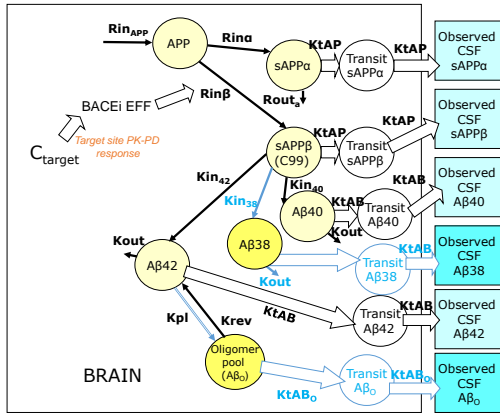 Rin_APP
APP
Rinα
sAPPα
KtAP
Transit
sAPPα
KtAP
Observed
CSF
sAPPα
Rout_a
BACEi EFF
Rinβ
Target site PK-PD
response
C_target
sAPPβ
(C99)
KtAP
Transit
sAPPβ
KtAP
Observed
CSF
sAPPβ
Kin_42
Kin_38
Kin_40
Aβ40
KtAB
Transit
Aβ40
KtAB
Observed
CSF
Aβ40
Kout
Aβ38
Kout
Transit
Aβ38
KtAB
Observed
CSF
Aβ38
Kout
Aβ42
KtAB
Transit
Aβ42
KtAB
Observed
CSF
Aβ42
Kpl
Krev
Oligomer
pool
(Aβ_O)
KtAB_O
Transit
Aβ_O
KtAB_O
Observed
CSF
Aβ_O
BRAIN